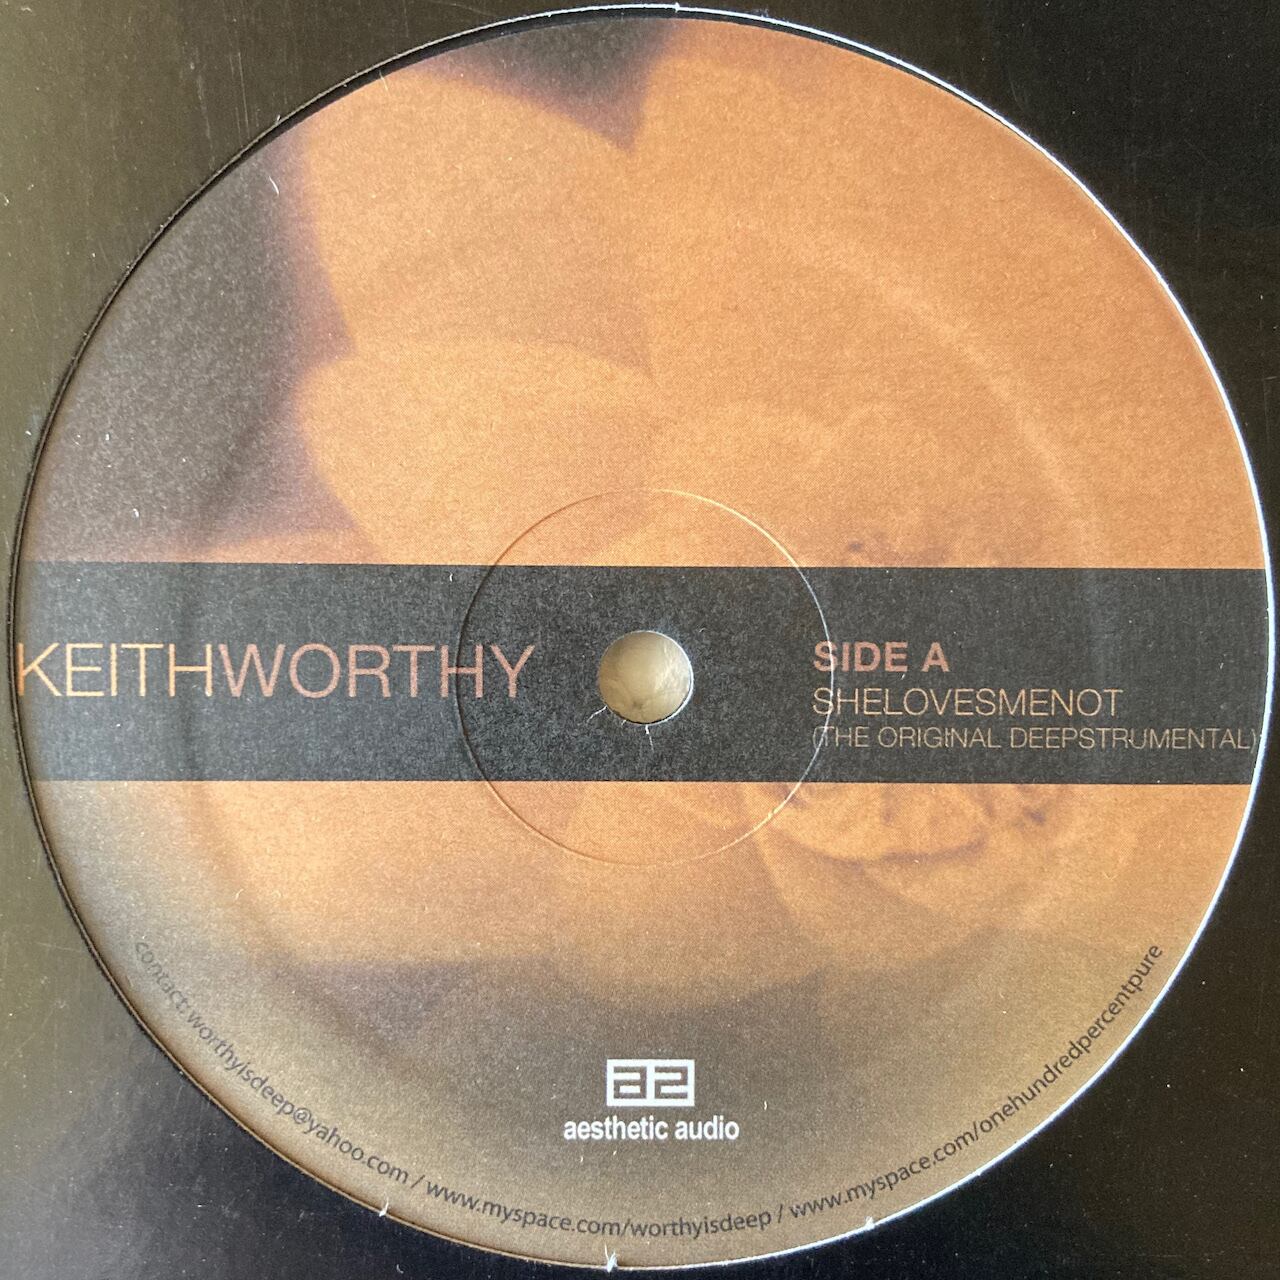 KEITHWORTHY
SIDE A
SHELOVESMENOT
(THE ORIGINAL DEEPSTRUMENTAL)
aesthetic audio
contact: worthyisdeep@yahoo.com / www.myspace.com/worthyisdeep / www.myspace.com/onehundredpercentpure